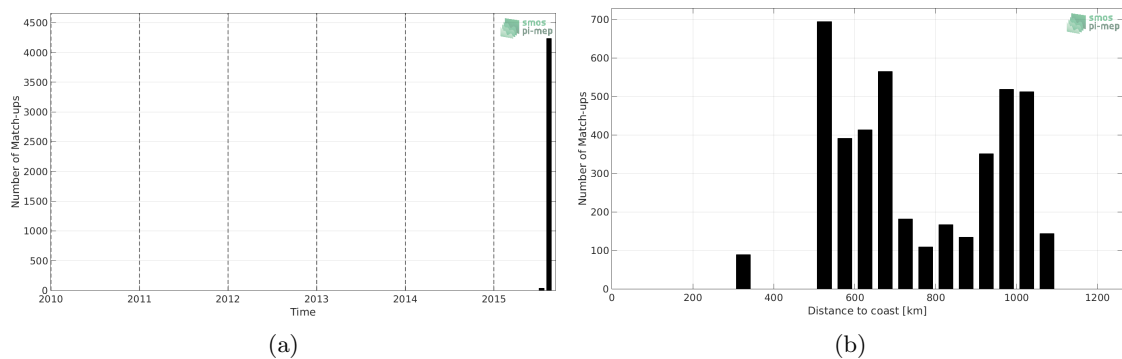 4500
4000
3500
3000
2500
2000
1500
1000
500
0
Number of Match-ups
2010 2011 2012 2013 2014 2015
Time
smos
pi-mep
(a)
700
600
500
400
300
200
100
0
Number of Match-ups
0 200 400 600 800 1000 1200
Distance to coast [km]
smos
pi-mep
(b)